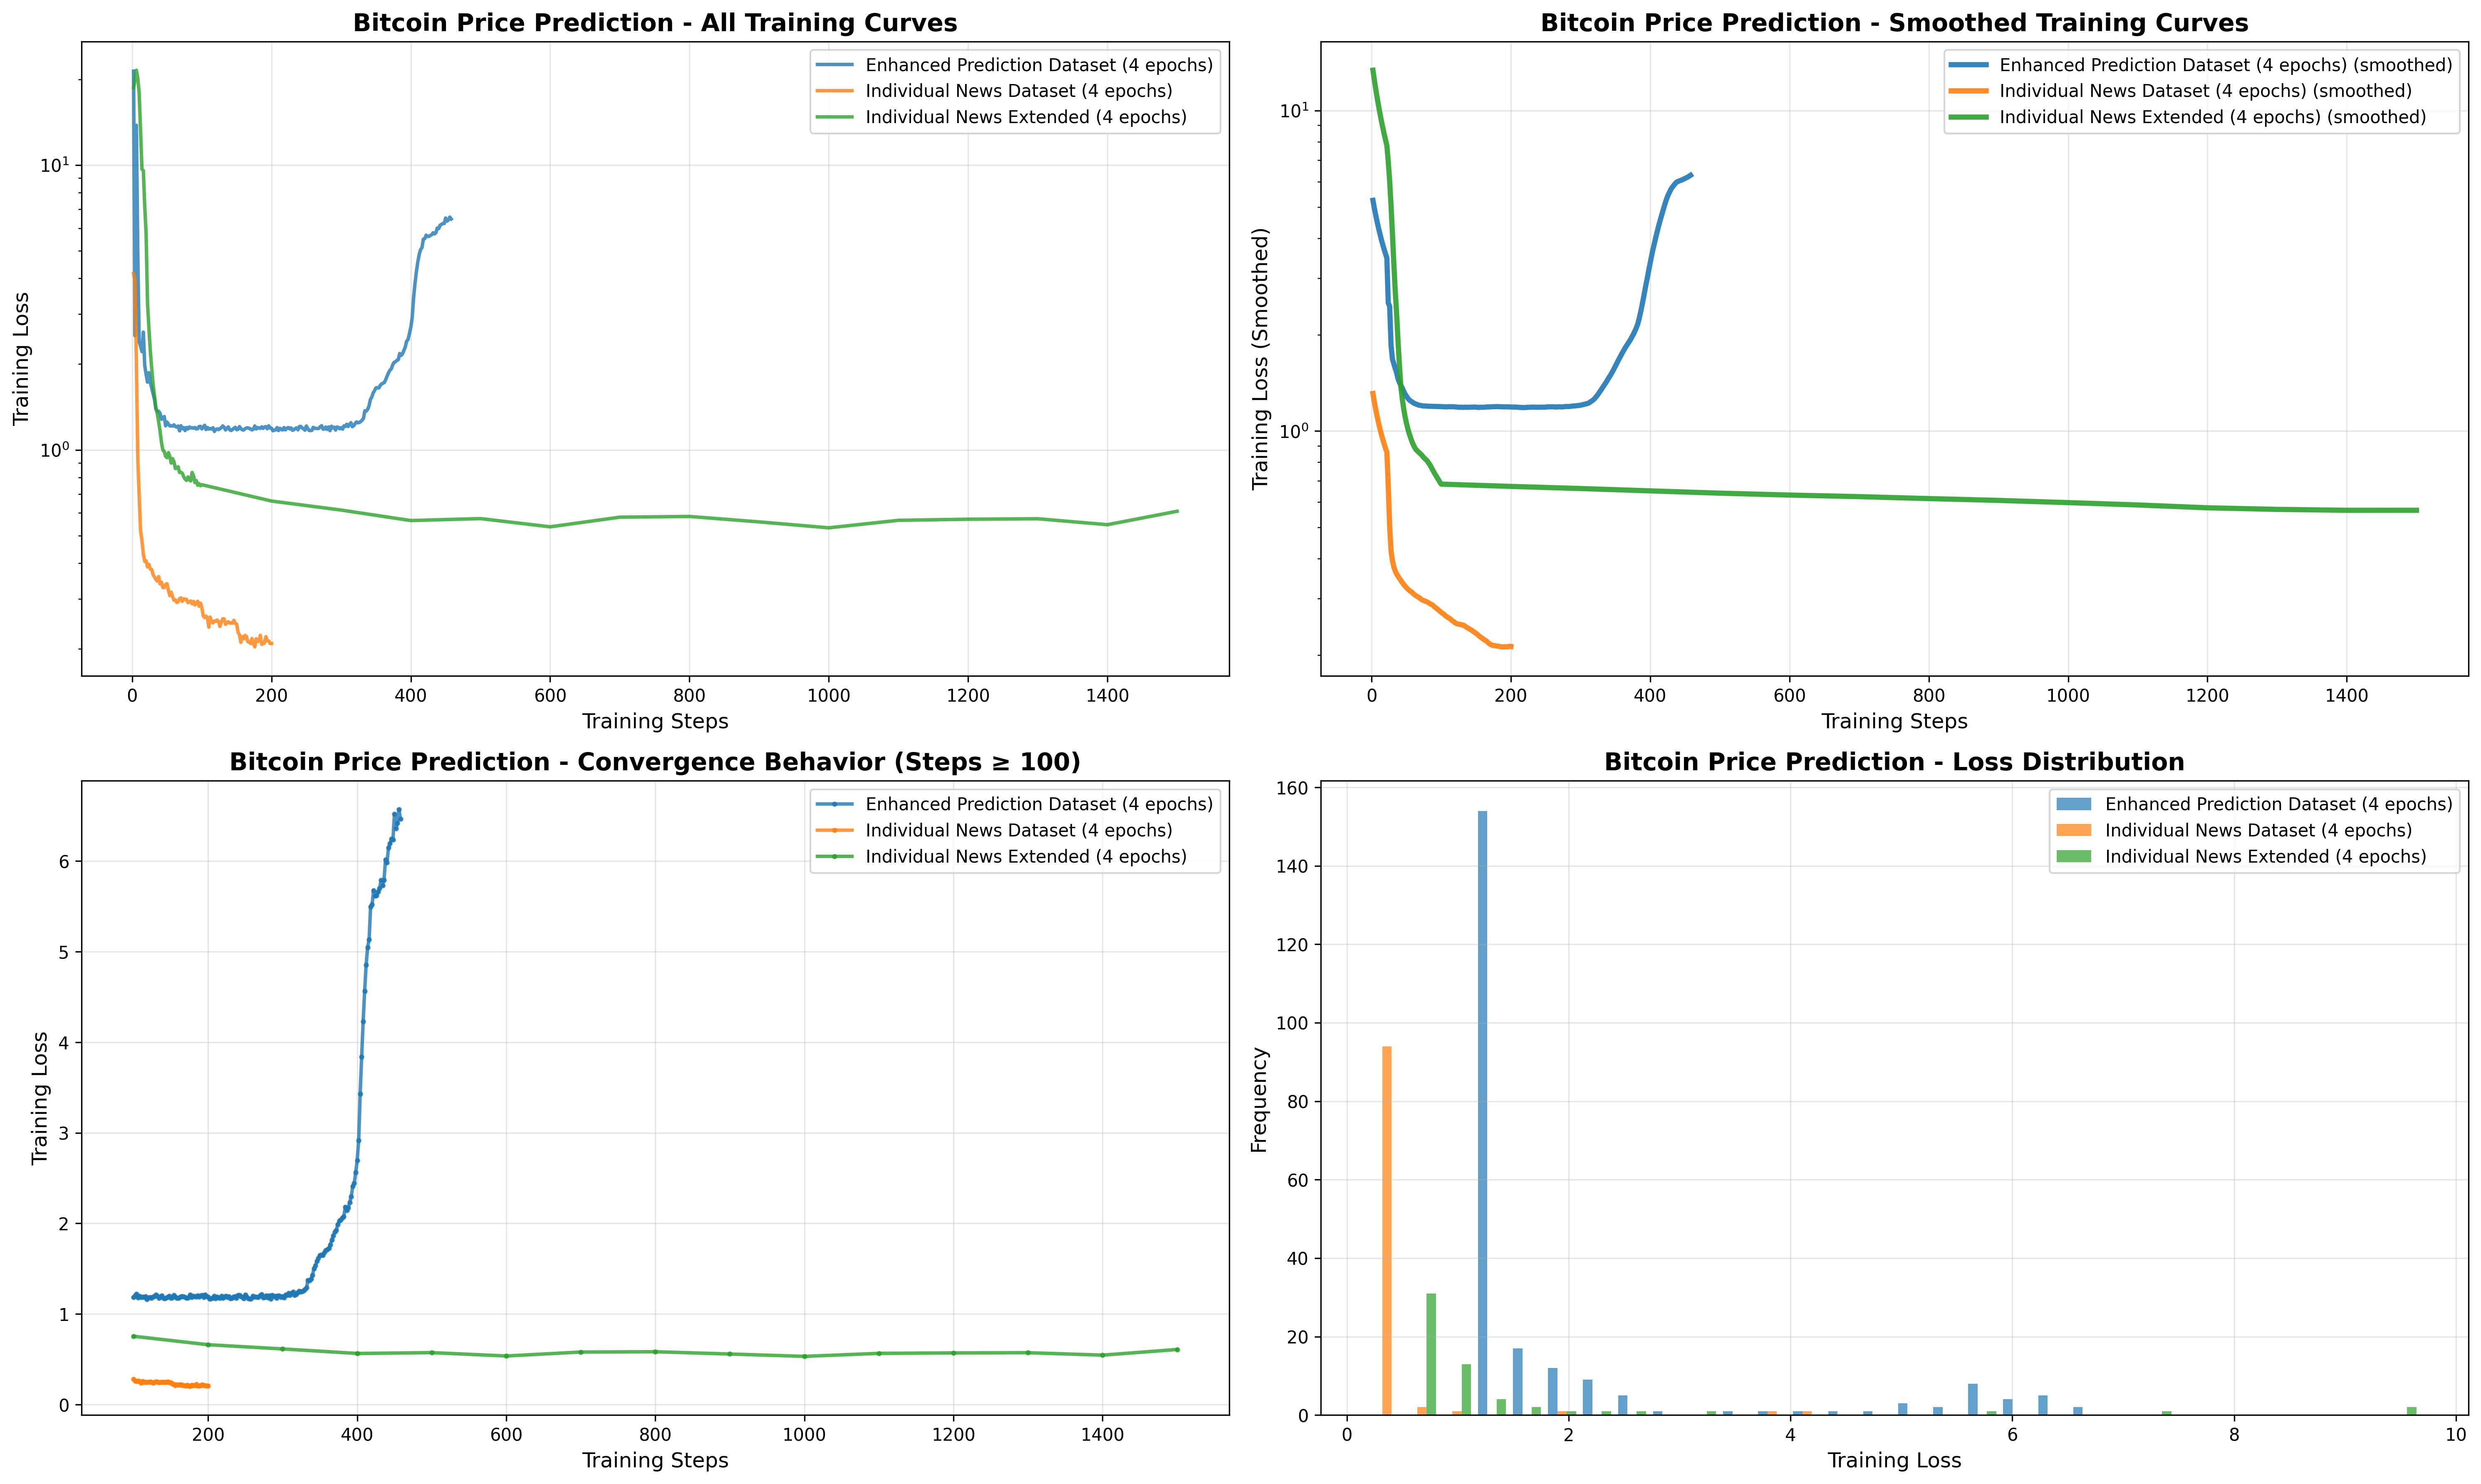 Bitcoin Price Prediction - All Training Curves
Training Loss
10¹
10⁰
Enhanced Prediction Dataset (4 epochs)
Individual News Dataset (4 epochs)
Individual News Extended (4 epochs)
0 200 400 600 800 1000 1200 1400
Training Steps
Bitcoin Price Prediction - Smoothed Training Curves
Training Loss (Smoothed)
10¹
10⁰
Enhanced Prediction Dataset (4 epochs) (smoothed)
Individual News Dataset (4 epochs) (smoothed)
Individual News Extended (4 epochs) (smoothed)
0 200 400 600 800 1000 1200 1400
Training Steps
Bitcoin Price Prediction - Convergence Behavior (Steps ≥ 100)
Training Loss
6
5
4
3
2
1
0
Enhanced Prediction Dataset (4 epochs)
Individual News Dataset (4 epochs)
Individual News Extended (4 epochs)
200 400 600 800 1000 1200 1400
Training Steps
Bitcoin Price Prediction - Loss Distribution
Frequency
160
140
120
100
80
60
40
20
0
Enhanced Prediction Dataset (4 epochs)
Individual News Dataset (4 epochs)
Individual News Extended (4 epochs)
0 2 4 6 8 10
Training Loss